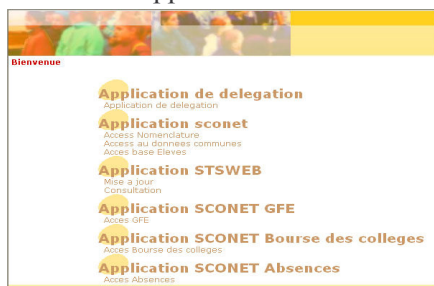 Bienvenue
Application de delegation
Application de delegation
Application sconet
Access Nomenclature
Access au donnees communes
Acces base Eleves
Application STSWEB
Mise a jour
Consultation
Application SCONET GFE
Acces GFE
Application SCONET Bourse des colleges
Acces Bourse des colleges
Application SCONET Absences
Acces Absences